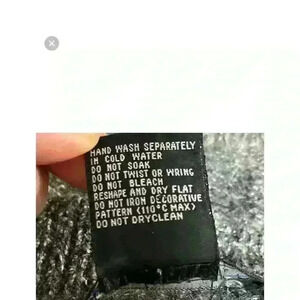 HAND WASH SEPARATELY
IN COLD WATER
DO NOT SOAK
DO NOT TWIST OR WRING
DO NOT BLEACH
RESHAPE AND DRY FLAT
DO NOT IRON DECORATIVE
PATTERN (110°C MAX)
DO NOT DRYCLEAN